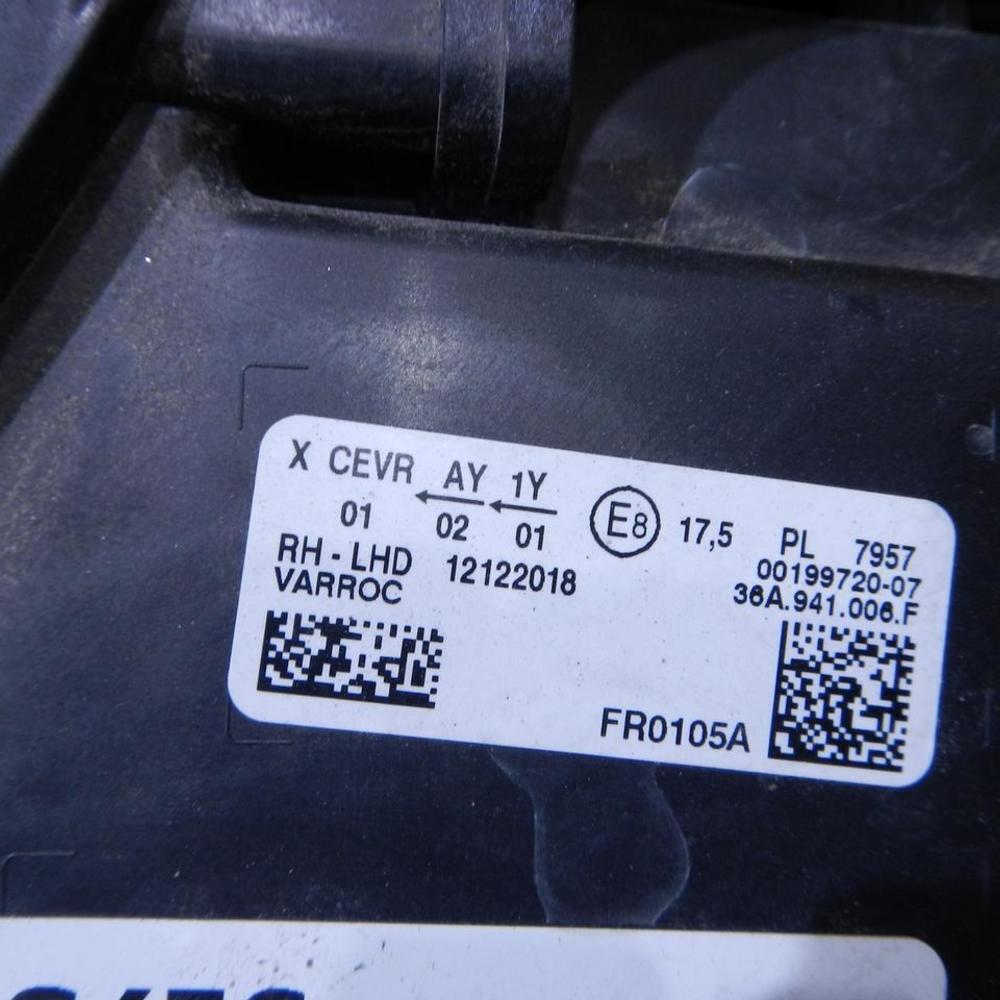 X CEVR AY 1Y
01 02 01 E8 17,5 PL 7957
RH - LHD 12122018 00199720-07
VARROC 36A.941.006.F
FR0105A